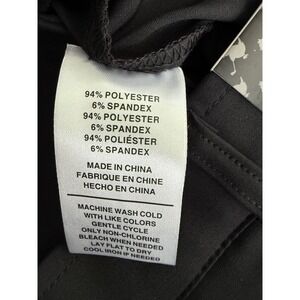 94% POLYESTER
6% SPANDEX
94% POLYESTER
6% SPANDEX
94% POLIÉSTER
6% SPANDEX
MADE IN CHINA
FABRIQUE EN CHINE
HECHO EN CHINA
MACHINE WASH COLD
WITH LIKE COLORS
GENTLE CYCLE
ONLY NON-CHLORINE
BLEACH WHEN NEEDED
LAY FLAT TO DRY
COOL IRON IF NEEDED